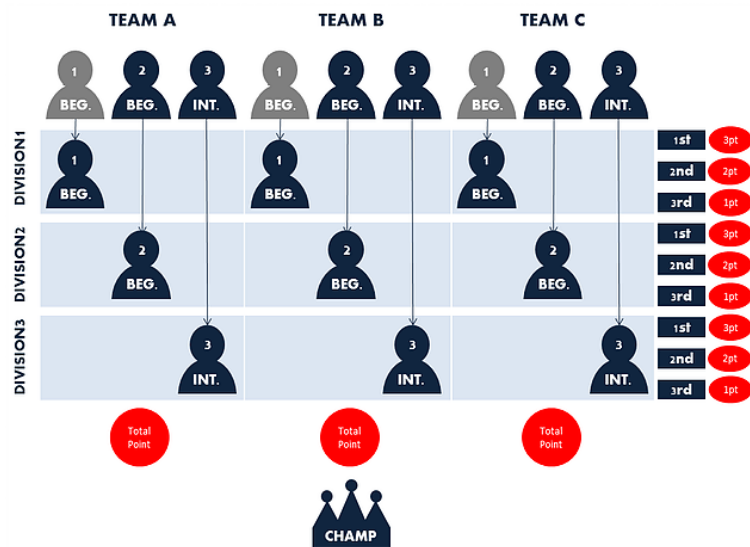 TEAM A TEAM B TEAM C
1 2 3 1 2 3 1 2 3
BEG. BEG. INT. BEG. BEG. INT. BEG. BEG. INT.
DIVISION1
1 1 1
BEG. BEG. BEG.
1st 3pt
2nd 2pt
3rd 1pt
DIVISION2
2 2 2
BEG. BEG. BEG.
1st 3pt
2nd 2pt
3rd 1pt
DIVISION3
3 3 3
INT. INT. INT.
1st 3pt
2nd 2pt
3rd 1pt
Total Total Total
Point Point Point
CHAMP